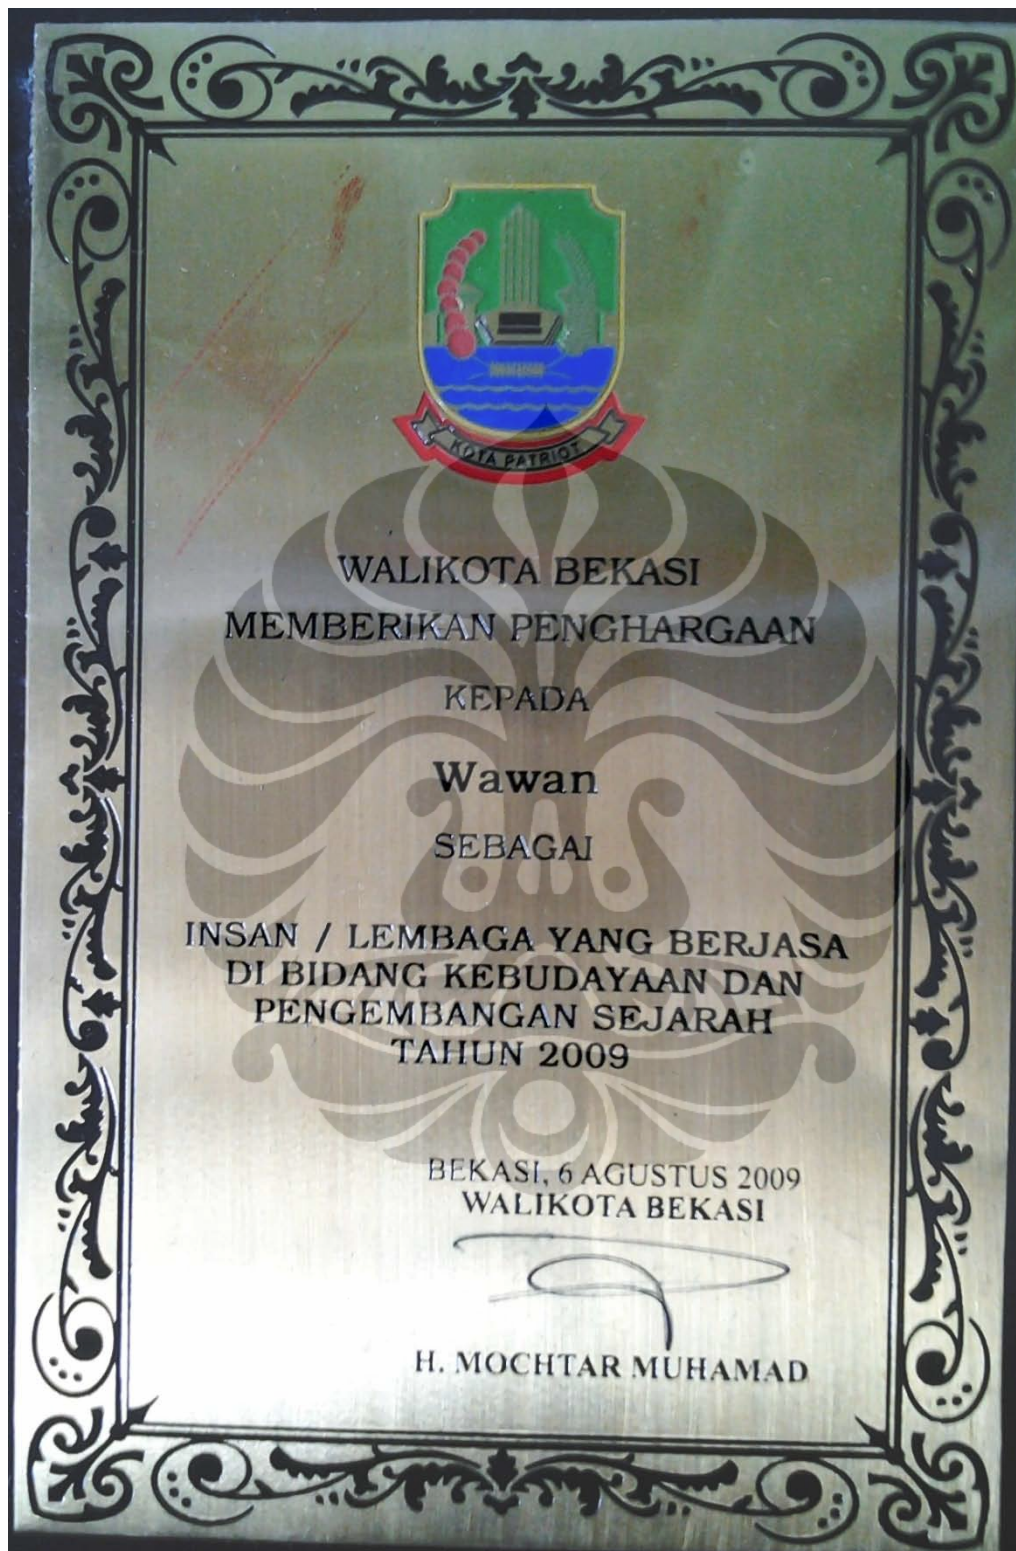 KOTA PATRIOT
WALIKOTA BEKASI
MEMBERIKAN PENGHARGAAN
KEPADA
Wawan
SEBAGAI
INSAN / LEMBAGA YANG BERJASA
DI BIDANG KEBUDAYAAN DAN
PENGEMBANGAN SEJARAH
TAHUN 2009
BEKASI, 6 AGUSTUS 2009
WALIKOTA BEKASI
H. MOCHTAR MUHAMAD